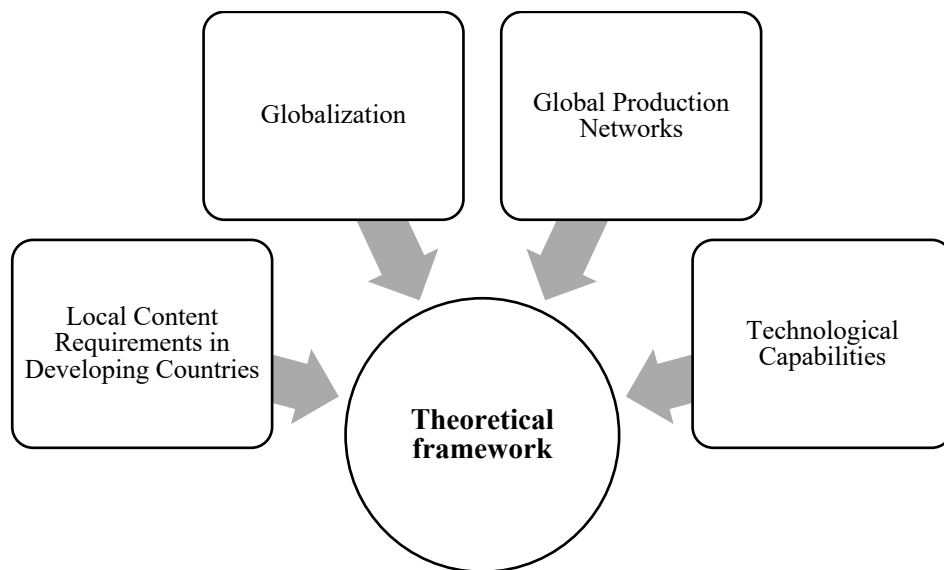 Globalization
Global Production
Networks
Local Content
Requirements in
Developing Countries
Technological
Capabilities
Theoretical
framework